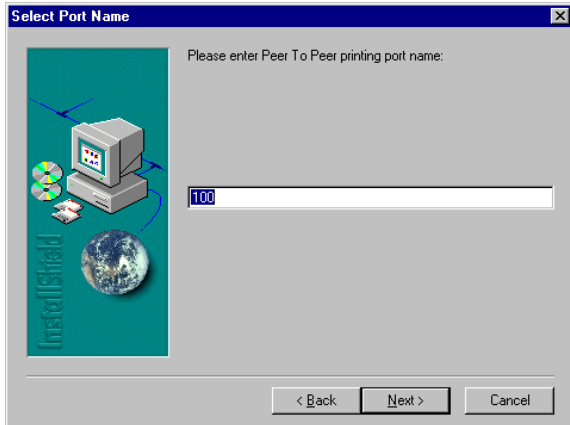 Select Port Name
Please enter Peer To Peer printing port name:
100
InstallShield
< Back
Next >
Cancel